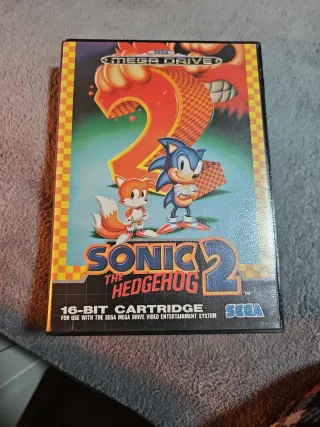 SEGA
MEGA DRIVE
2
SONIC
THE
HEDGEHOG 2
16-BIT CARTRIDGE
FOR USE WITH THE SEGA MEGA DRIVE VIDEO ENTERTAINMENT SYSTEM
SEGA